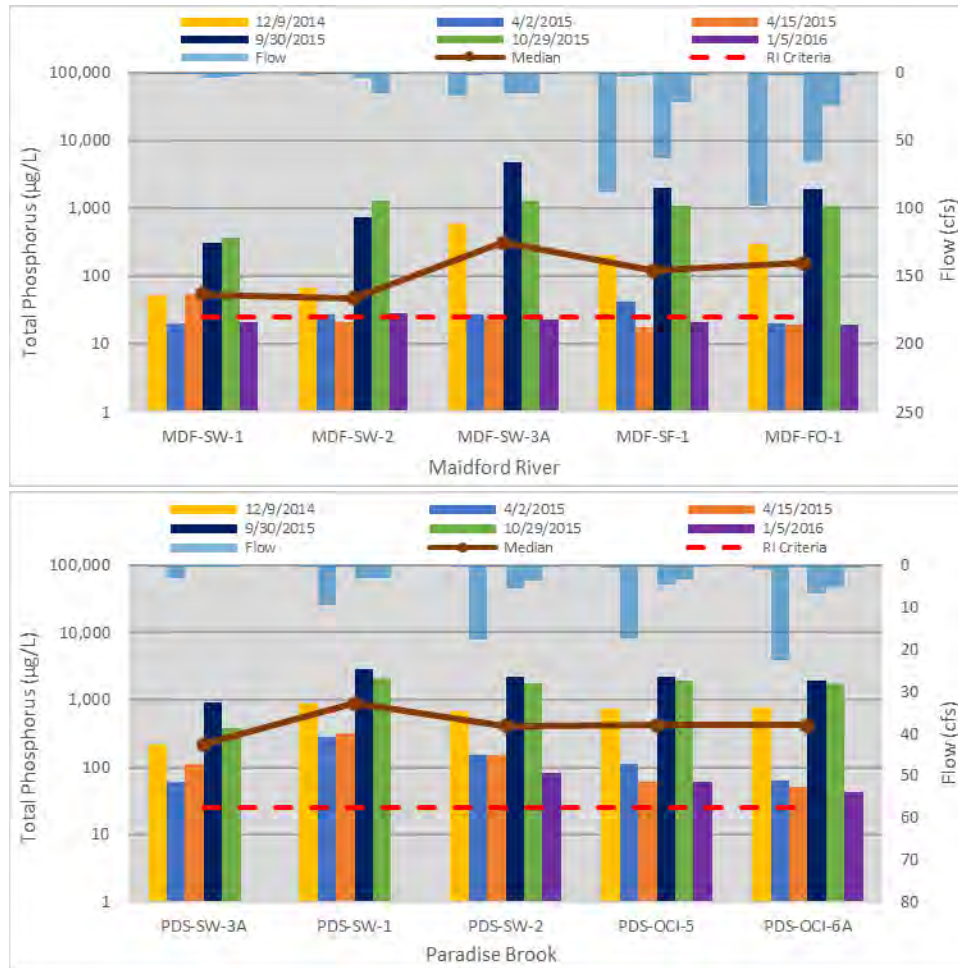 12/9/2014 4/2/2015 4/15/2015
9/30/2015 10/29/2015 1/5/2016
Flow Median RI Criteria
100,000 0
10,000 50
1,000 100
100 150
10 200
1 250
Total Phosphorus (µg/L)
Flow (cfs)
MDF-SW-1 MDF-SW-2 MDF-SW-3A MDF-SF-1 MDF-FO-1
Maidford River
12/9/2014 4/2/2015 4/15/2015
9/30/2015 10/29/2015 1/5/2016
Flow Median RI Criteria
100,000 0
10
10,000
20
1,000 30
40
100
50
10 60
70
1 80
Total Phosphorus (µg/L)
Flow (cfs)
PDS-SW-3A PDS-SW-1 PDS-SW-2 PDS-OCI-5 PDS-OCI-6A
Paradise Brook